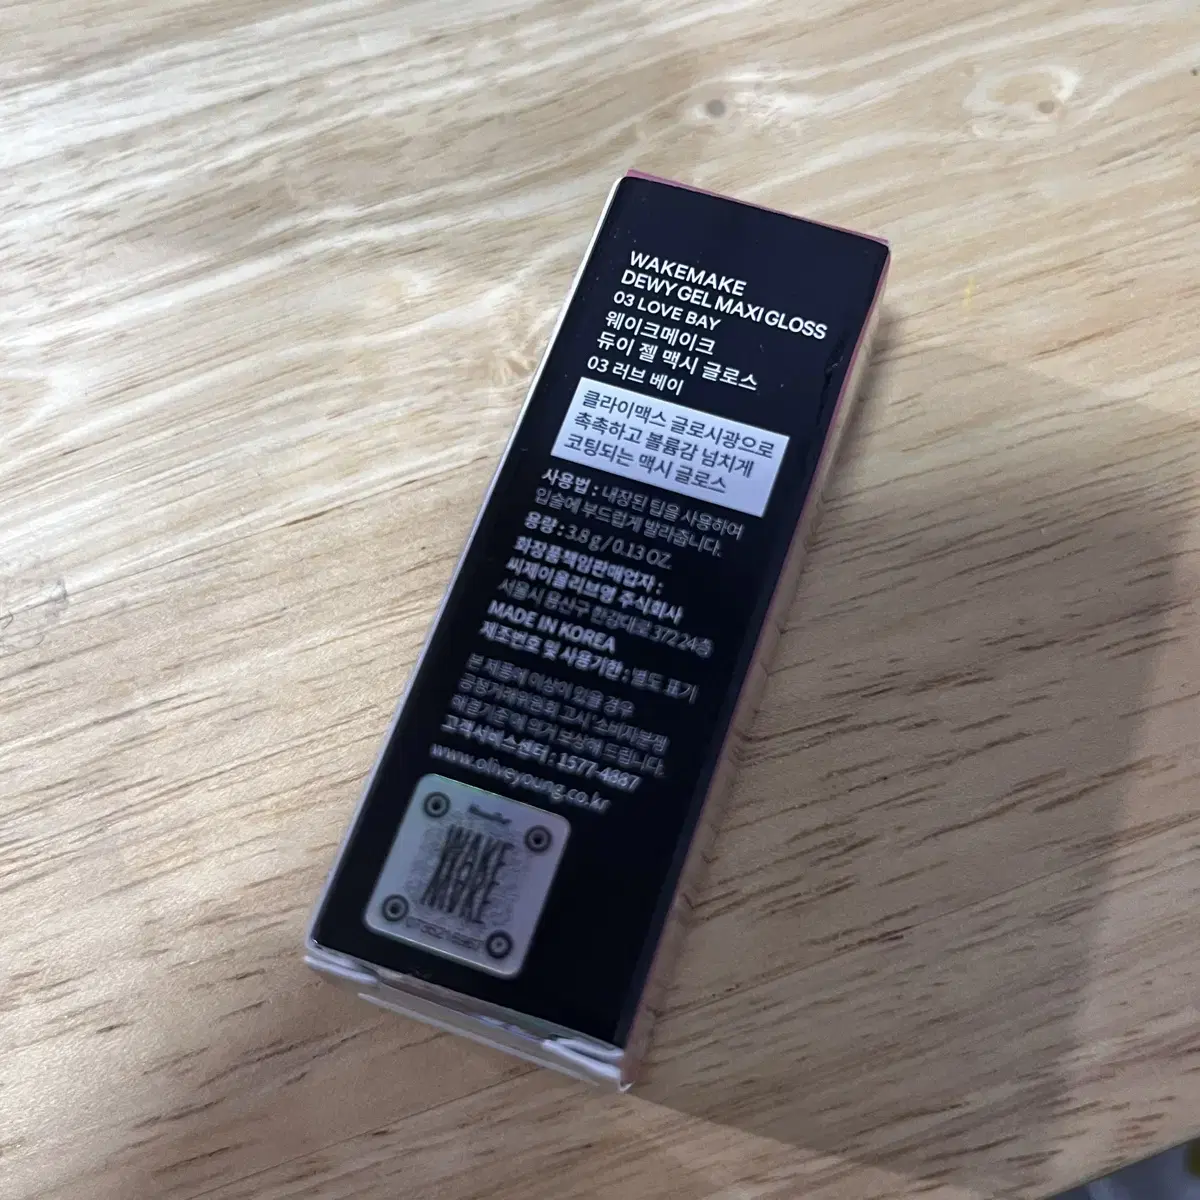 WAKEMAKE
DEWY GEL MAXI GLOSS
03 LOVE BAY
웨이크메이크
듀이 젤 맥시 글로스
03 러브 베이
클라이맥스 글로시광으로
촉촉하고 볼륨감 넘치게
코팅되는 맥시 글로스
사용법 : 내장된 팁을 사용하여
입술에 부드럽게 발라줍니다.
용량 : 3.8 g / 0.13 OZ.
화장품책임판매업자 :
씨제이올리브영 주식회사
서울시 용산구 한강대로 372 24층
MADE IN KOREA
제조번호 및 사용기한 : 별도 표기
본 제품에 이상이 있을 경우
공정거래위원회 고시 '소비자분쟁
해결기준'에 의거 보상해 드립니다.
고객서비스센터 : 1577-4887
www.oliveyoung.co.kr
WAKE
MAKE